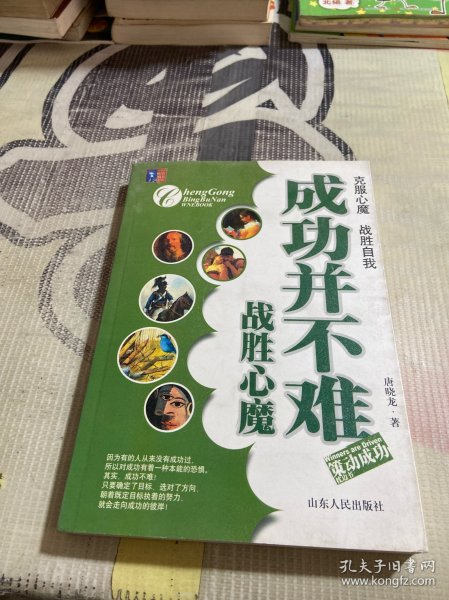 北镇 著
ChengGong
BingBuNan
WNEBOOK
克服心魔 战胜自我
成功并不难
战胜心魔
唐晓龙·著
Winners are Driven
策动成功
因为有的人从来没有成功过,
所以对成功有着一种本能的恐惧。
其实, 成功不难!
只要确定了目标, 选对了方向,
朝着既定目标执着的努力,
就会走向成功的彼岸!
山东人民出版社
孔夫子旧书网
www.kongfz.com